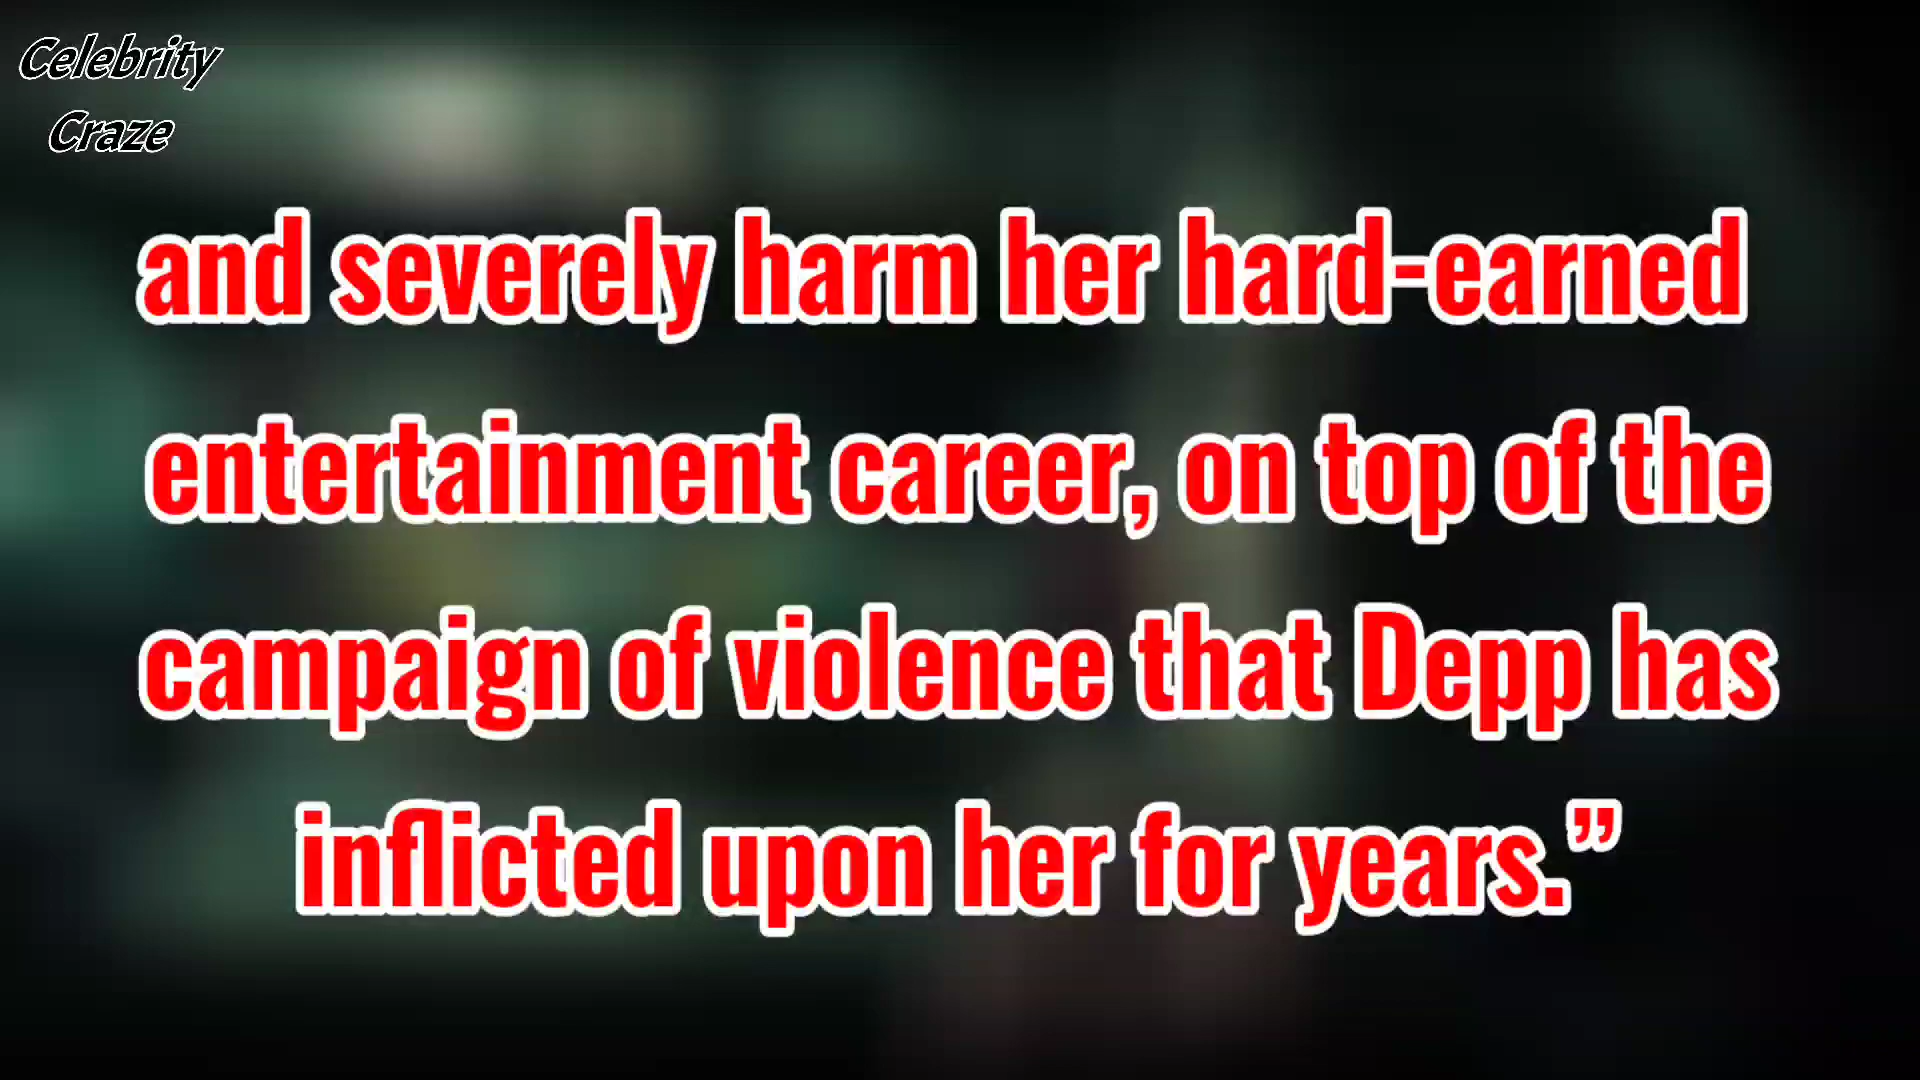 Celebrity
Craze
and severely harm her hard-earned
entertainment career, on top of the
campaign of violence that Depp has
inflicted upon her for years.”